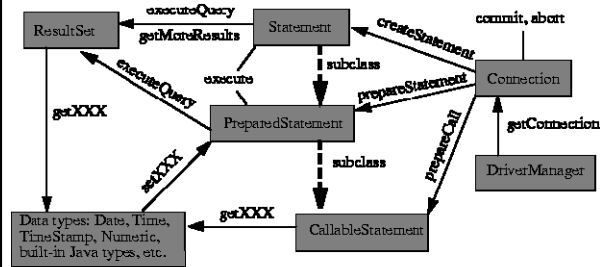 executeQuery
commit, abort
ResultSet
Statement
getMoreResults
createStatement
subclass
Connection
executeQuery
execute
prepareStatement
getXXX
PreparedStatement
getConnection
prepareCall
setXXX
subclass
DriverManager
Data types: Date, Time,
TimeStamp, Numeric,
built-in Java types, etc.
getXXX
CallableStatement